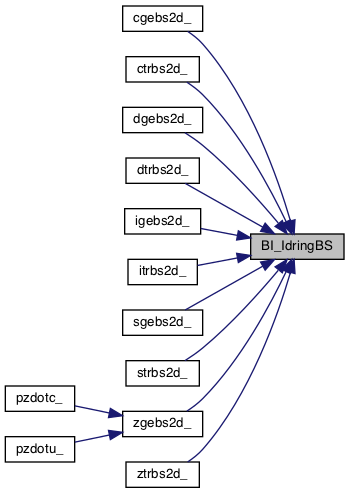 cgebs2d_
ctrbs2d_
dgebs2d_
dtrbs2d_
igebs2d_
BI_IdringBS
itrbs2d_
sgebs2d_
strbs2d_
pzdotc_
zgebs2d_
pzdotu_
ztrbs2d_